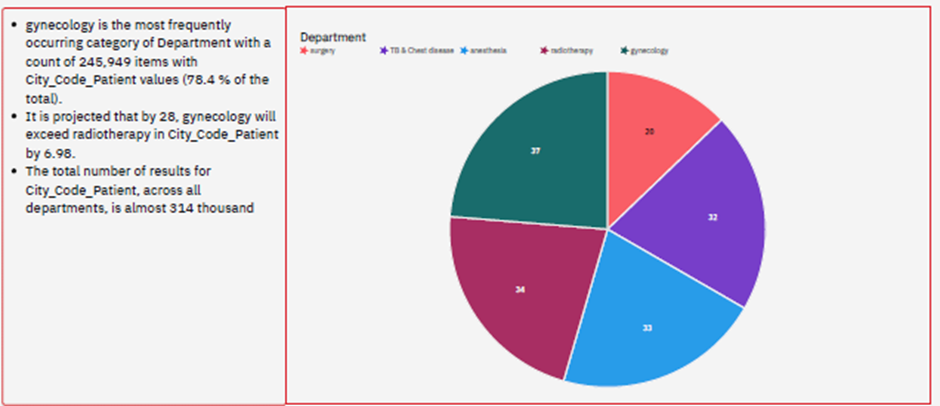 • gynecology is the most frequently
occurring category of Department with a
count of 245,949 items with
City_Code_Patient values (78.4 % of the
total).
• It is projected that by 28, gynecology will
exceed radiotherapy in City_Code_Patient
by 6.98.
• The total number of results for
City_Code_Patient, across all
departments, is almost 314 thousand
Department
surgery TB & Chest disease anesthesia radiotherapy gynecology
20
37
32
34
33